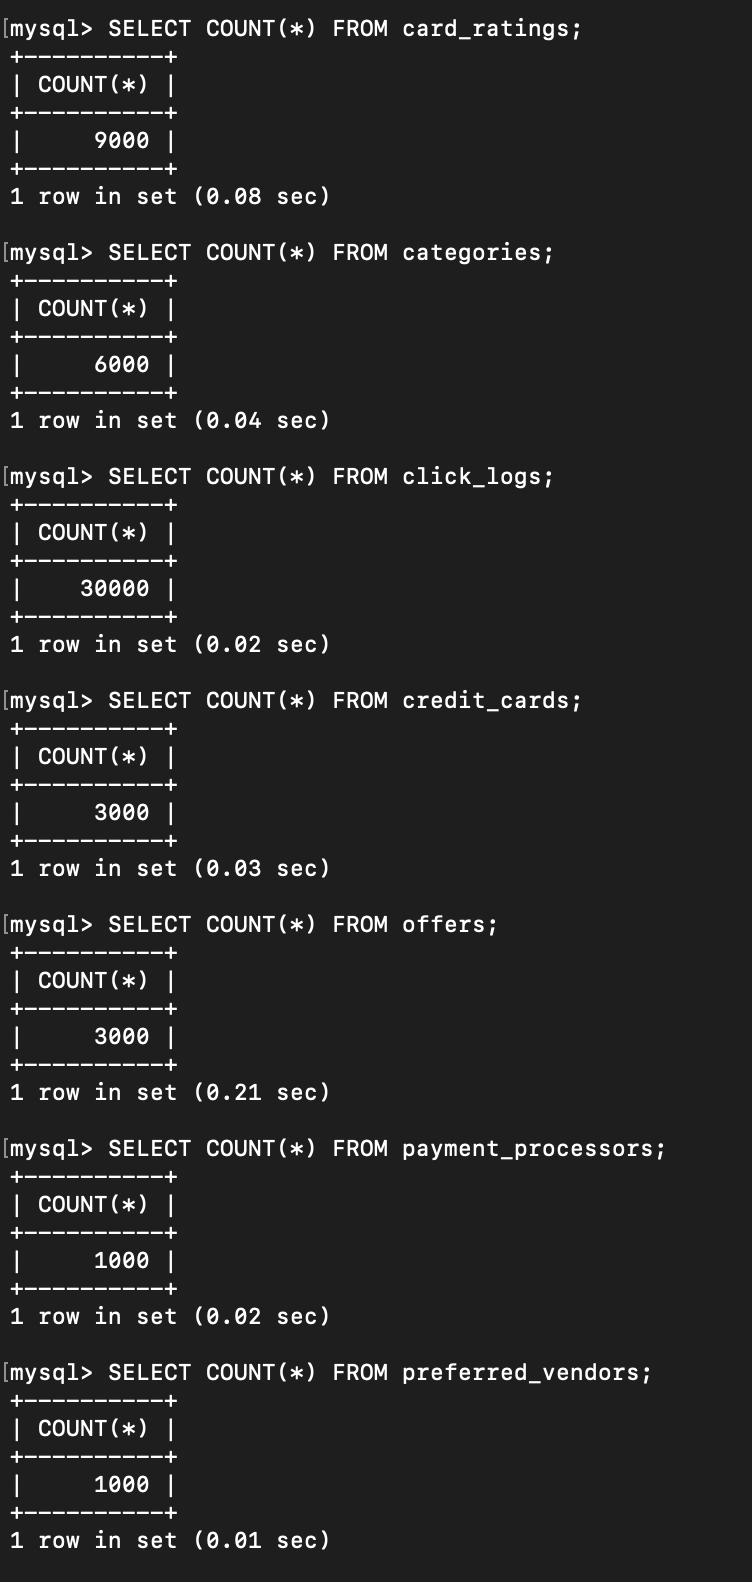 [mysql> SELECT COUNT(*) FROM card_ratings;
+----------+
| COUNT(*) |
+----------+
|     9000 |
+----------+
1 row in set (0.08 sec)
[mysql> SELECT COUNT(*) FROM categories;
+----------+
| COUNT(*) |
+----------+
|     6000 |
+----------+
1 row in set (0.04 sec)
[mysql> SELECT COUNT(*) FROM click_logs;
+----------+
| COUNT(*) |
+----------+
|    30000 |
+----------+
1 row in set (0.02 sec)
[mysql> SELECT COUNT(*) FROM credit_cards;
+----------+
| COUNT(*) |
+----------+
|     3000 |
+----------+
1 row in set (0.03 sec)
[mysql> SELECT COUNT(*) FROM offers;
+----------+
| COUNT(*) |
+----------+
|     3000 |
+----------+
1 row in set (0.21 sec)
[mysql> SELECT COUNT(*) FROM payment_processors;
+----------+
| COUNT(*) |
+----------+
|     1000 |
+----------+
1 row in set (0.02 sec)
[mysql> SELECT COUNT(*) FROM preferred_vendors;
+----------+
| COUNT(*) |
+----------+
|     1000 |
+----------+
1 row in set (0.01 sec)